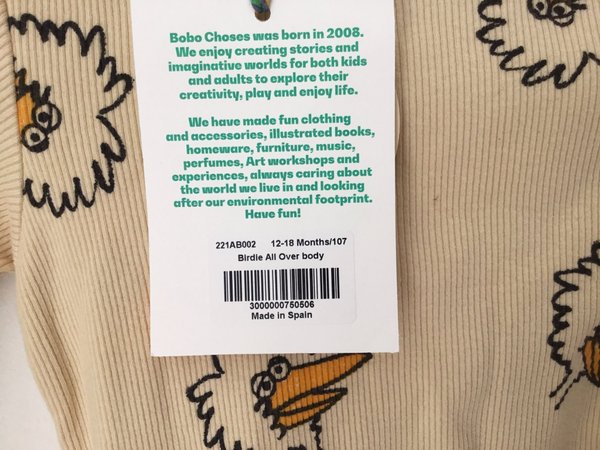 Bobo Choses was born in 2008.
We enjoy creating stories and
imaginative worlds for both kids
and adults to explore their
creativity, play and enjoy life.
We have made fun clothing
and accessories, illustrated books,
homeware, furniture, music,
perfumes, Art workshops and
experiences, always caring about
the world we live in and looking
after our environmental footprint.
Have fun!
221AB002 12-18 Months/107
Birdie All Over body
3000000750506
Made in Spain